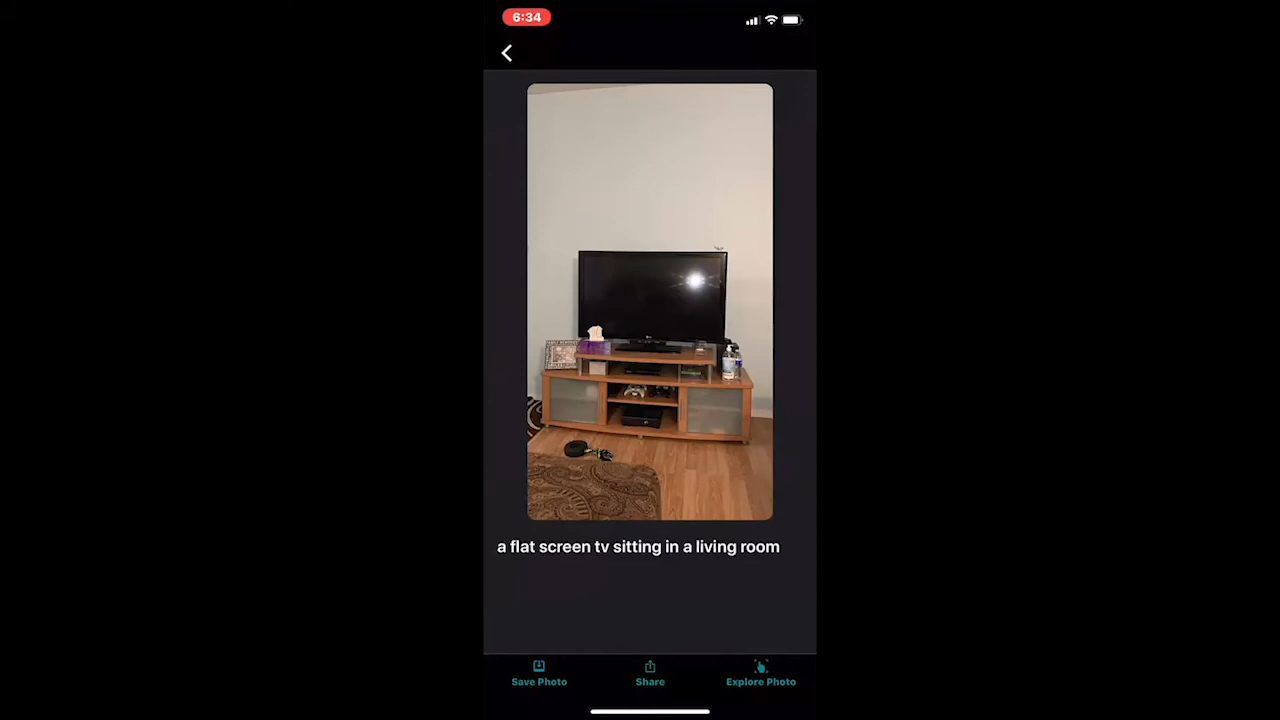 6:34
a flat screen tv sitting in a living room
Save Photo
Share
Explore Photo